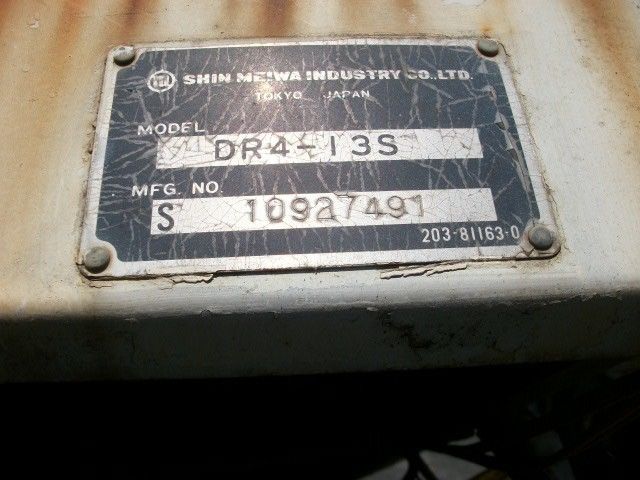 SHIN MEIWA INDUSTRY CO., LTD.
TOKYO JAPAN
MODEL
DR4-13S
MFG. NO.
S 10927491
203-81163-0